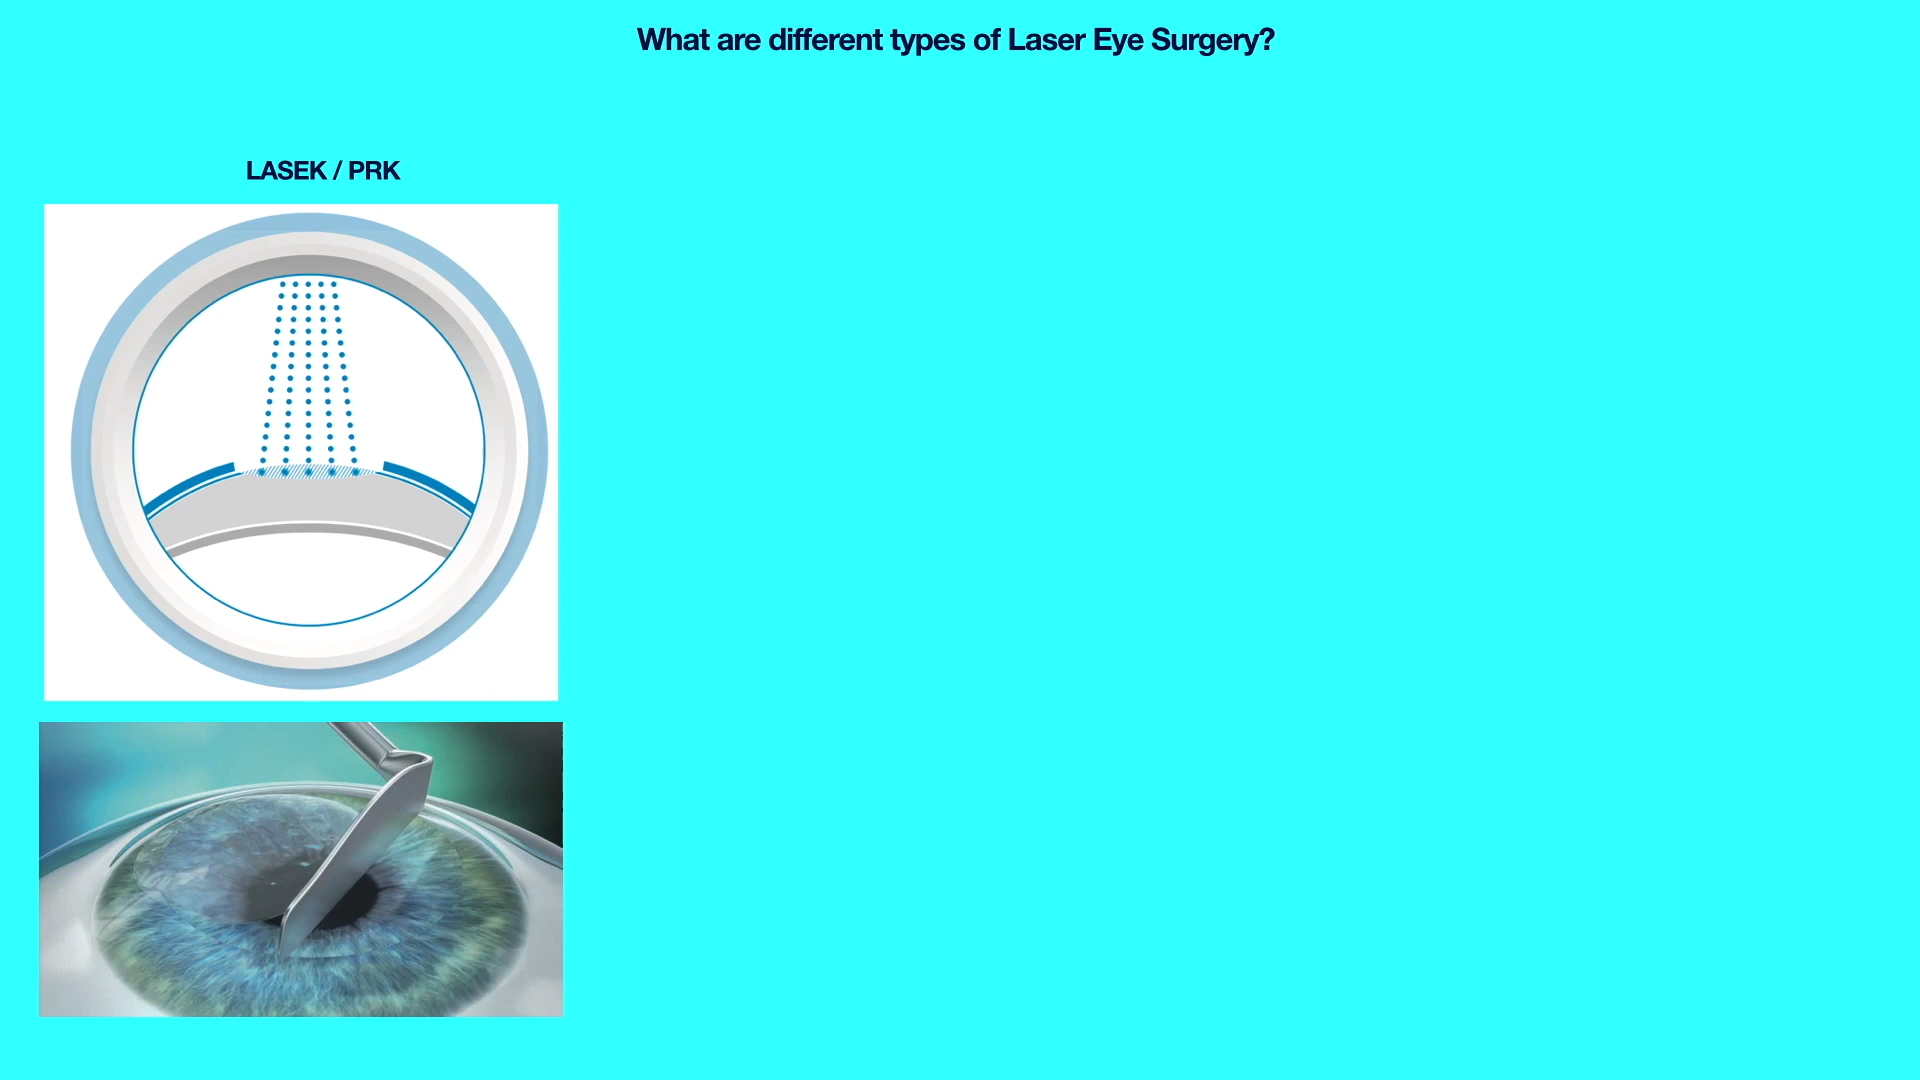 What are different types of Laser Eye Surgery?
LASEK / PRK